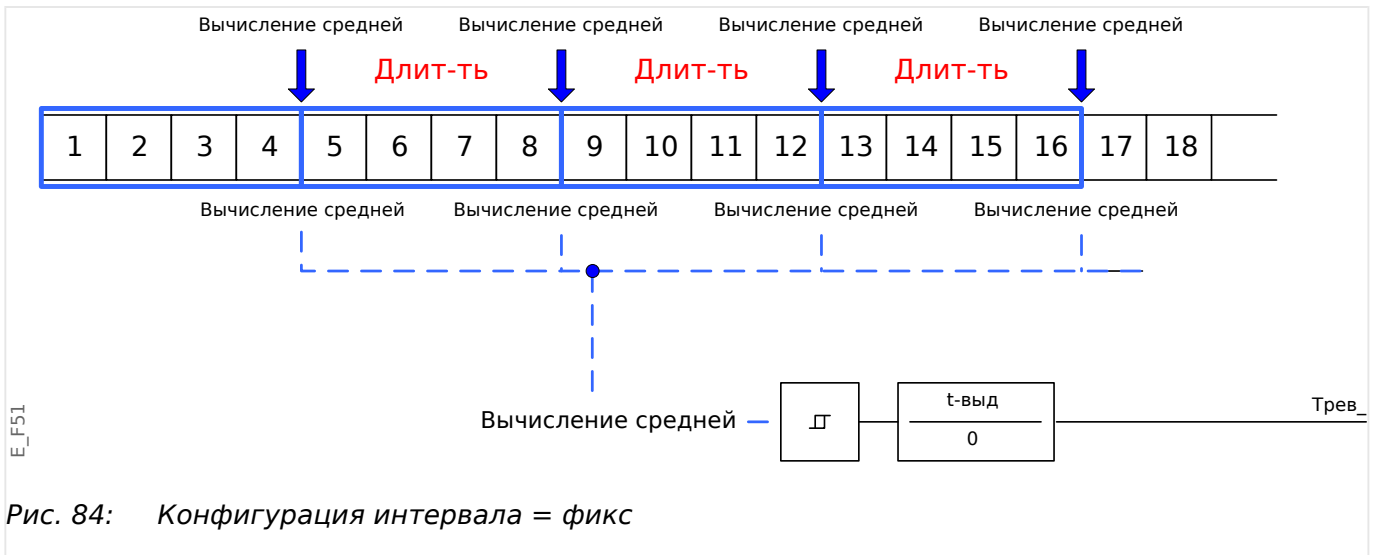 Вычисление средней Вычисление средней Вычисление средней Вычисление средней
Длит-ть Длит-ть Длит-ть
1 2 3 4 5 6 7 8 9 10 11 12 13 14 15 16 17 18
Вычисление средней Вычисление средней Вычисление средней Вычисление средней
Вычисление средней
t-выд
0
Трев_
E_F51
Рис. 84: Конфигурация интервала = фикс